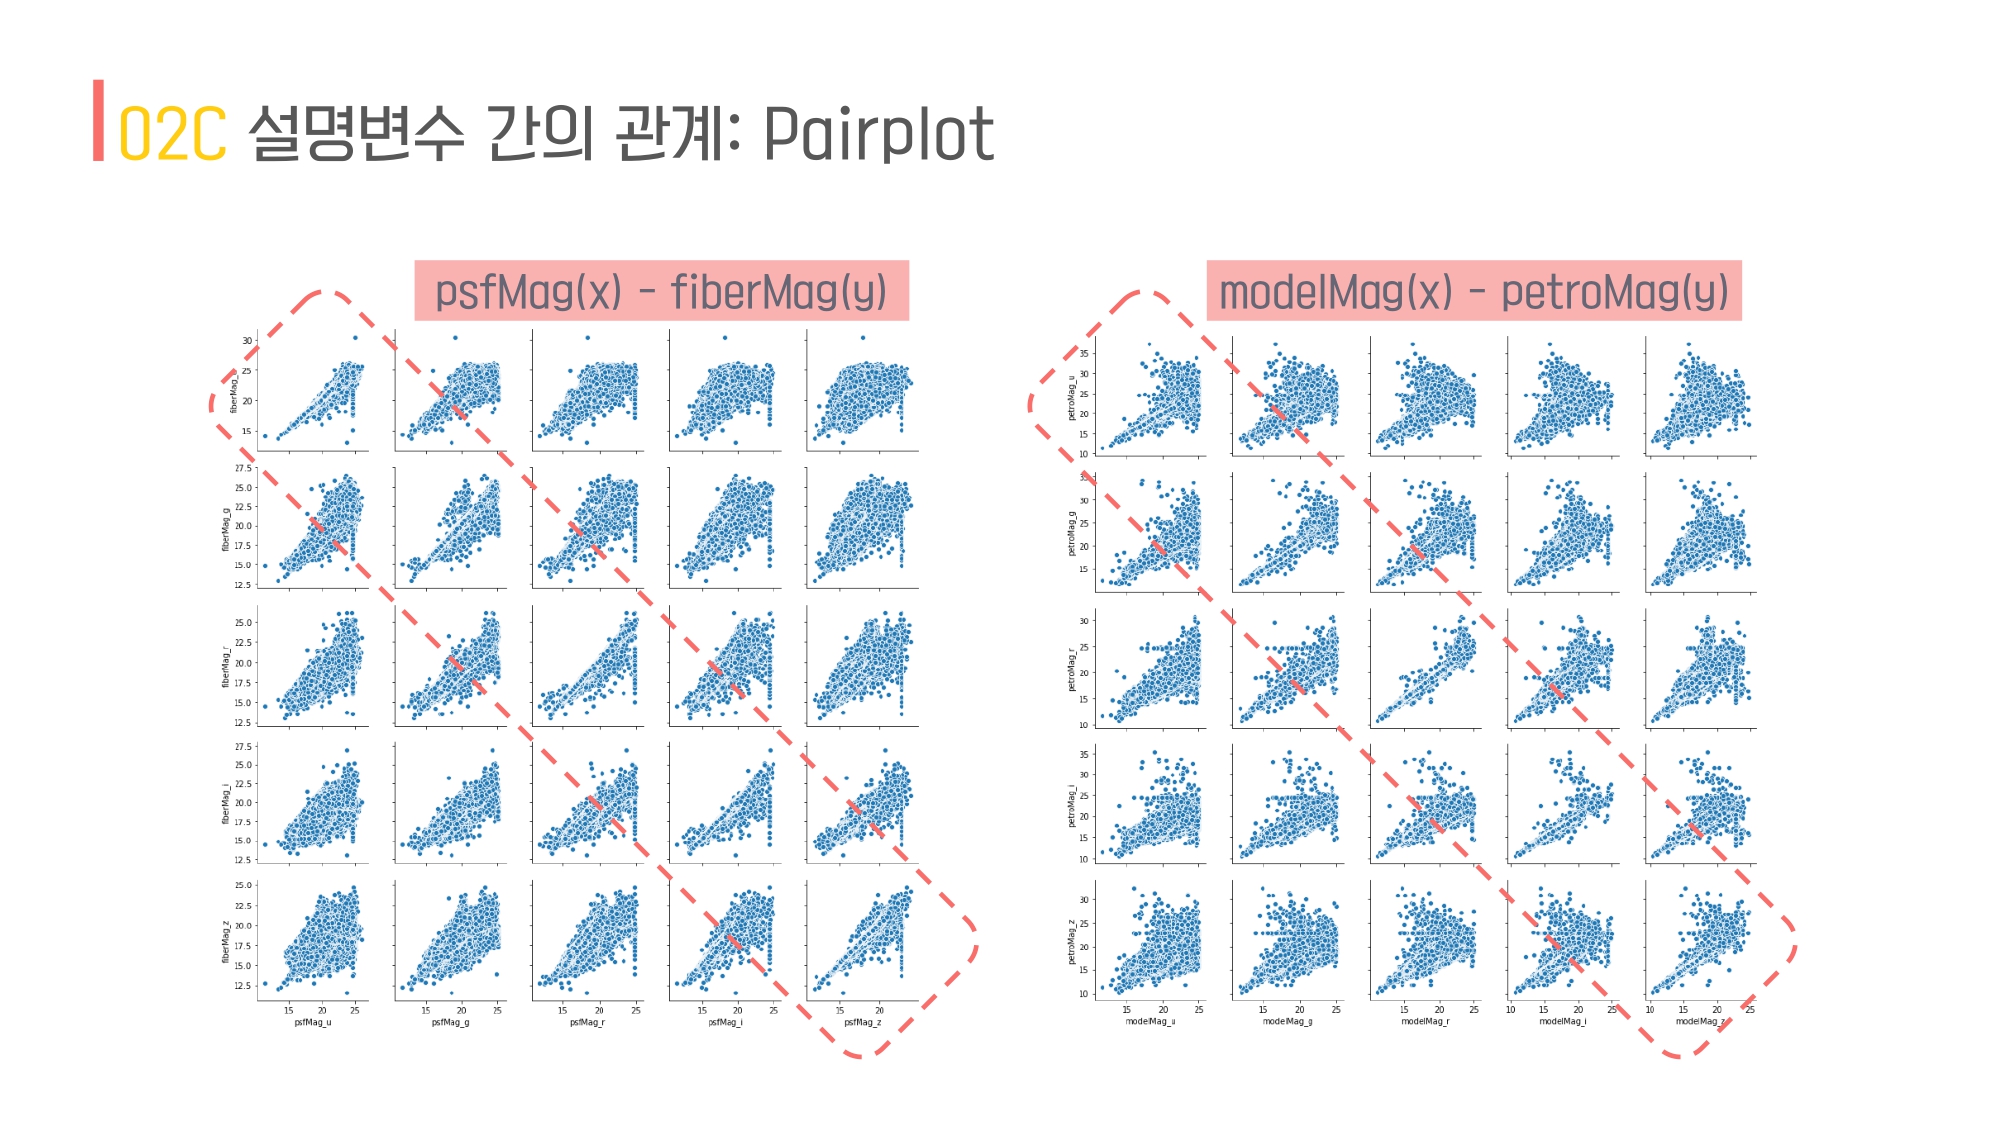 02C 설명변수 간의 관계: Pairplot
psfMag(x) - fiberMag(y)
modelMag(x) - petroMag(y)
30
25
20
15
fiberMag_u
27.5
25.0
22.5
20.0
17.5
15.0
12.5
fiberMag_g
25.0
22.5
20.0
17.5
15.0
12.5
fiberMag_r
27.5
25.0
22.5
20.0
17.5
15.0
12.5
fiberMag_i
25.0
22.5
20.0
17.5
15.0
12.5
fiberMag_z
15 20 25
15 20 25
15 20 25
15 20 25
15 20
psfMag_u
psfMag_g
psfMag_r
psfMag_i
psfMag_z
35
30
25
20
15
10
petroMag_u
35
30
25
20
15
petroMag_g
30
25
20
15
10
petroMag_r
35
30
25
20
15
10
petroMag_i
30
25
20
15
10
petroMag_z
15 20 25
15 20 25
15 20 25
10 15 20 25
10 15 20 25
modelMag_u
modelMag_g
modelMag_r
modelMag_i
modelMag_z